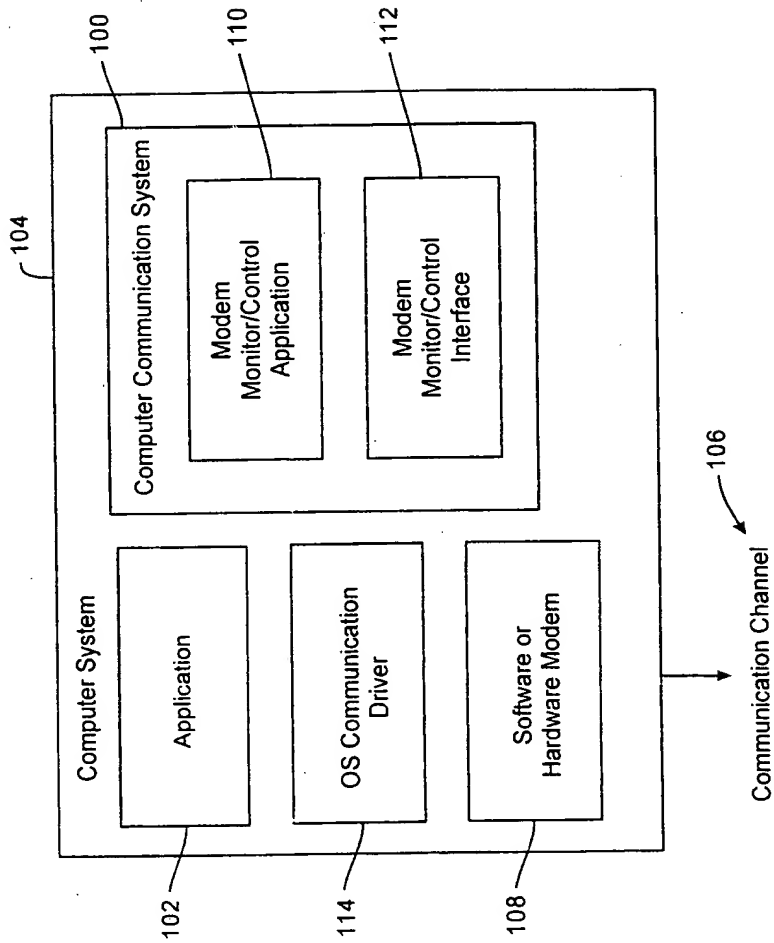 104
100
110
112
Computer System
Application
OS Communication
Driver
Software or
Hardware Modem
Computer Communication System
Modem
Monitor/Control
Application
Modem
Monitor/Control
Interface
102
114
108
106
Communication Channel